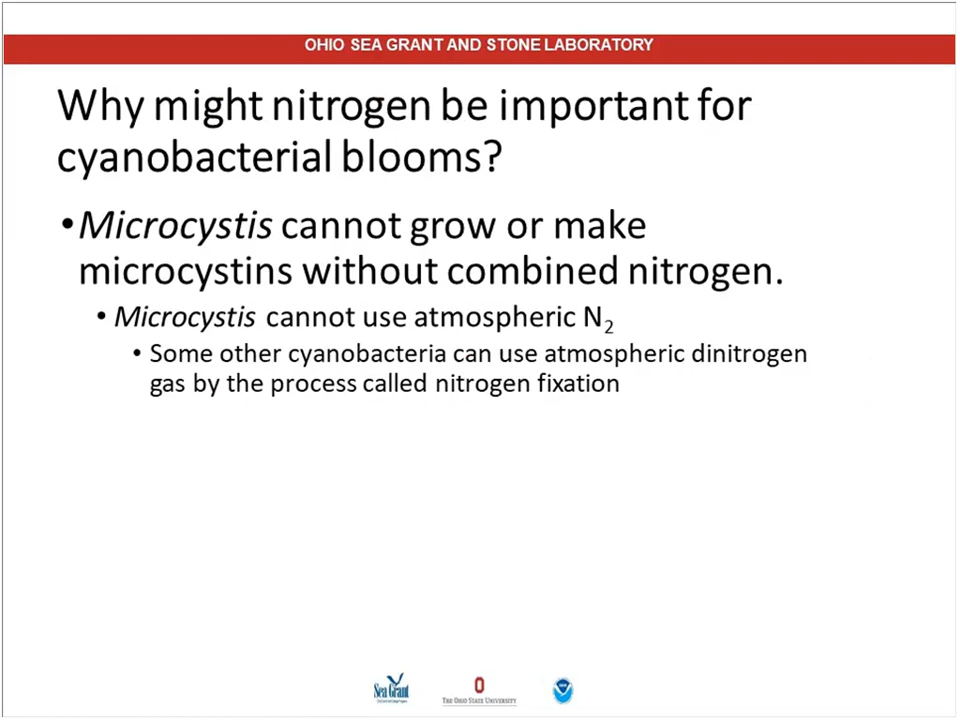 OHIO SEA GRANT AND STONE LABORATORY
Why might nitrogen be important for
cyanobacterial blooms?
•Microcystis cannot grow or make
microcystins without combined nitrogen.
• Microcystis cannot use atmospheric N₂
• Some other cyanobacteria can use atmospheric dinitrogen
gas by the process called nitrogen fixation
Sea Grant
THE OHIO STATE UNIVERSITY